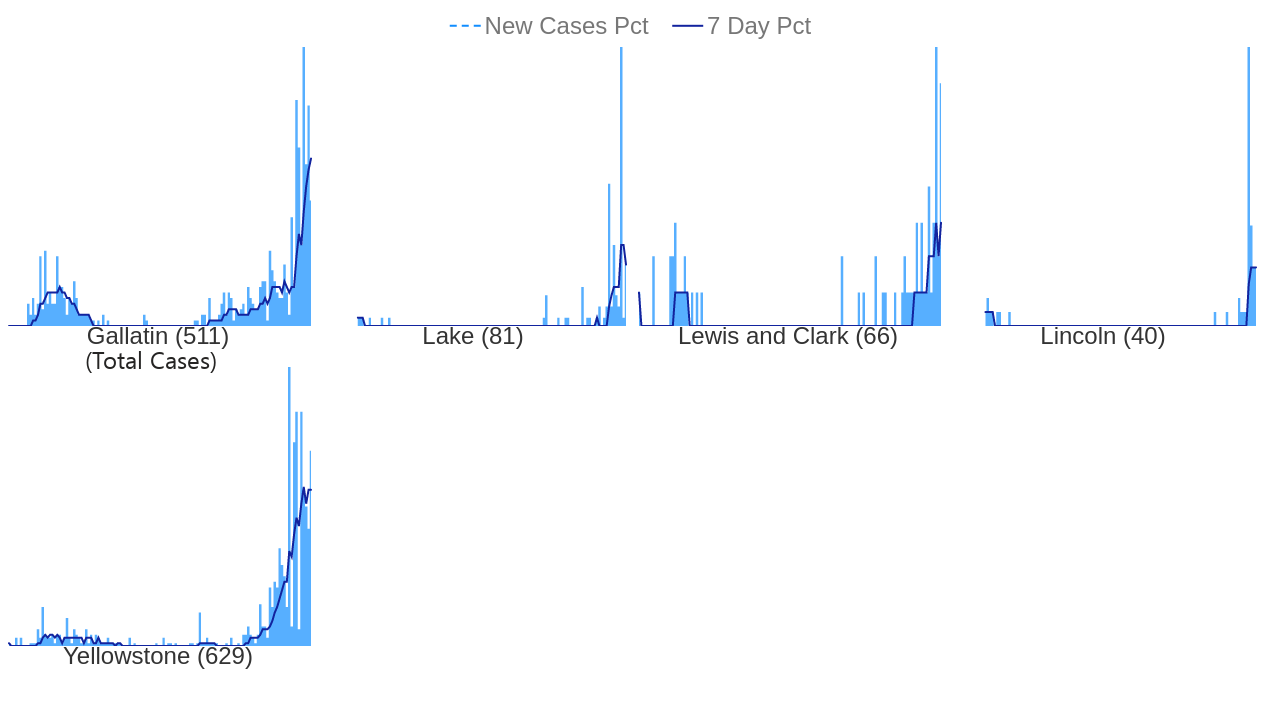 New Cases Pct 7 Day Pct
Gallatin (511) Lake (81) Lewis and Clark (66) Lincoln (40)
(Total Cases)
Yellowstone (629)